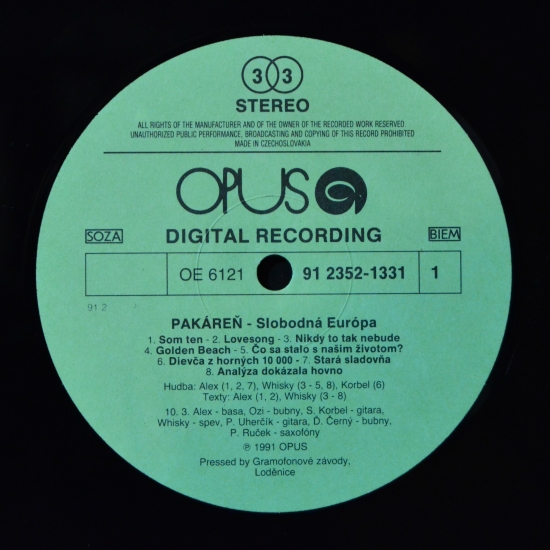 33
STEREO
ALL RIGHTS OF THE MANUFACTURER AND OF THE OWNER OF THE RECORDED WORK RESERVED
UNAUTHORIZED PUBLIC PERFORMANCE, BROADCASTING AND COPYING OF THIS RECORD PROHIBITED
MADE IN CZECHOSLOVAKIA
OPUS
SOZA DIGITAL RECORDING BIEM
OE 6121 91 2352-1331 1
91 2
PAKÁREŇ - Slobodná Európa
1. Som ten - 2. Lovesong - 3. Nikdy to tak nebude
4. Golden Beach - 5. Čo sa stalo s našim životom?
6. Dievča z horných 10 000 - 7. Stará sladovňa
8. Analýza dokázala hovno
Hudba: Alex (1, 2, 7), Whisky (3 - 5, 8), Korbel (6)
Texty: Alex (1, 2), Whisky (3 - 8)
10. 3. Alex - basa, Ozi - bubny, S. Korbel - gitara,
Whisky - spev, P. Uherčík - gitara, D. Černý - bubny,
P. Ruček - saxofóny
℗ 1991 OPUS
Pressed by Gramofonové závody,
Loděnice